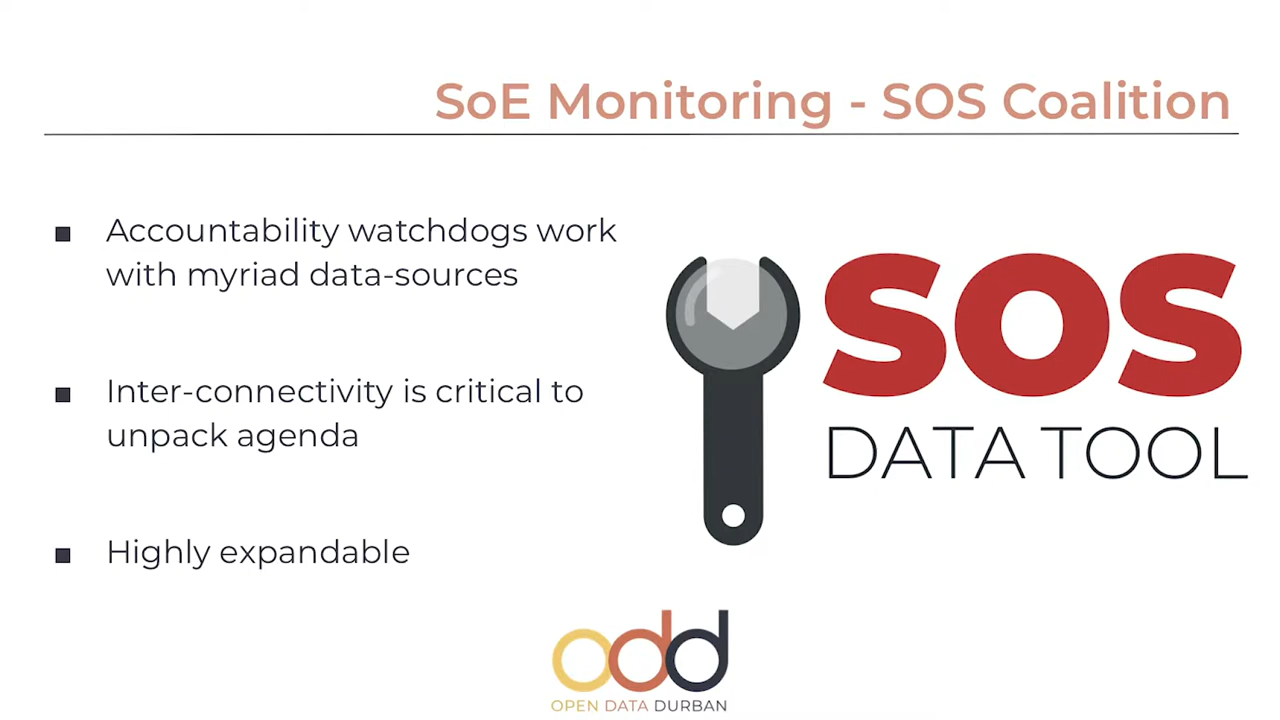 SoE Monitoring - SOS Coalition
■ Accountability watchdogs work
with myriad data-sources
■ Inter-connectivity is critical to
unpack agenda
■ Highly expandable
SOS
DATA TOOL
odd
OPEN DATA DURBAN